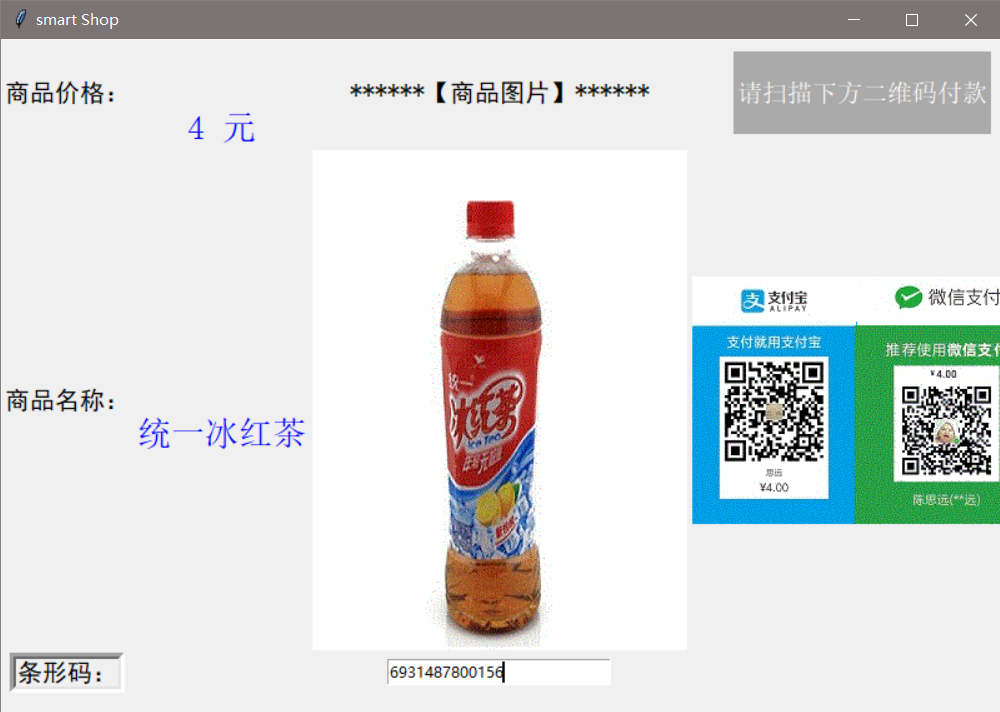 smart Shop
商品价格：
******【商品图片】******
请扫描下方二维码付款
4 元
支付宝
ALIPAY
微信支付
支付就用支付宝
推荐使用微信支付
¥4.00
统一
冰红茶
Ice Tea
思远
¥4.00
陈思远(**远)
商品名称：
统一冰红茶
条形码：
6931487800156